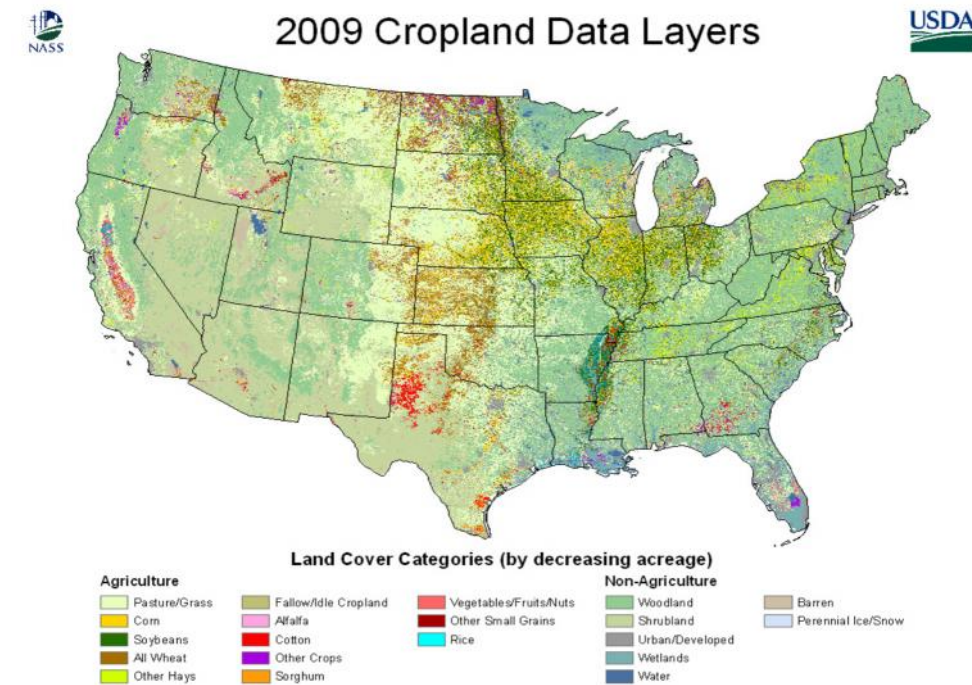 2009 Cropland Data Layers
NASS
USDA
Land Cover Categories (by decreasing acreage)
Agriculture
Pasture/Grass
Corn
Soybeans
All Wheat
Other Hays
Fallow/Idle Cropland
Alfalfa
Cotton
Other Crops
Sorghum
Vegetables/Fruits/Nuts
Other Small Grains
Rice
Non-Agriculture
Woodland
Shrubland
Urban/Developed
Wetlands
Water
Barren
Perennial Ice/Snow